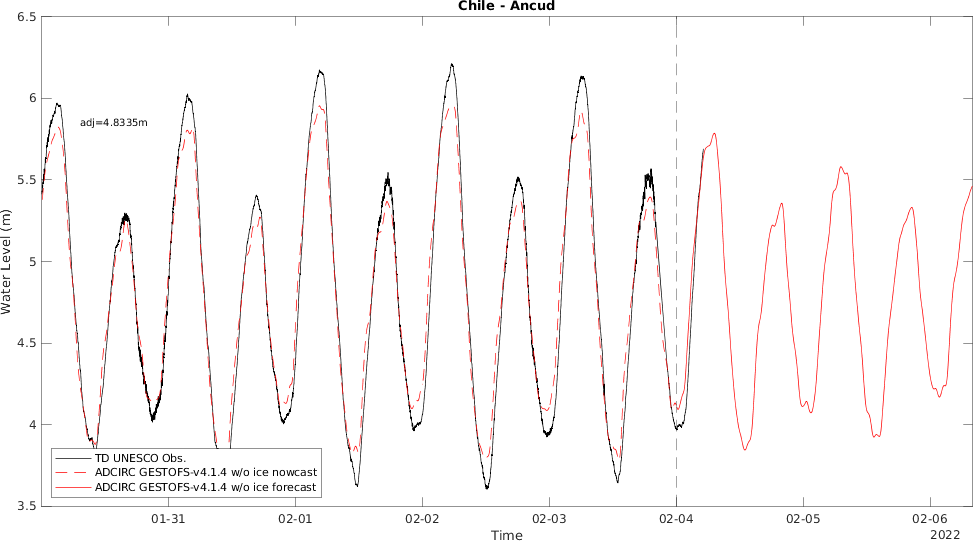 Chile - Ancud
6.5
6
5.5
5
4.5
4
3.5
Water Level (m)
adj=4.8335m
TD UNESCO Obs.
ADCIRC GESTOFS-v4.1.4 w/o ice nowcast
ADCIRC GESTOFS-v4.1.4 w/o ice forecast
01-31
02-01
02-02
02-03
02-04
02-05
02-06
Time
2022